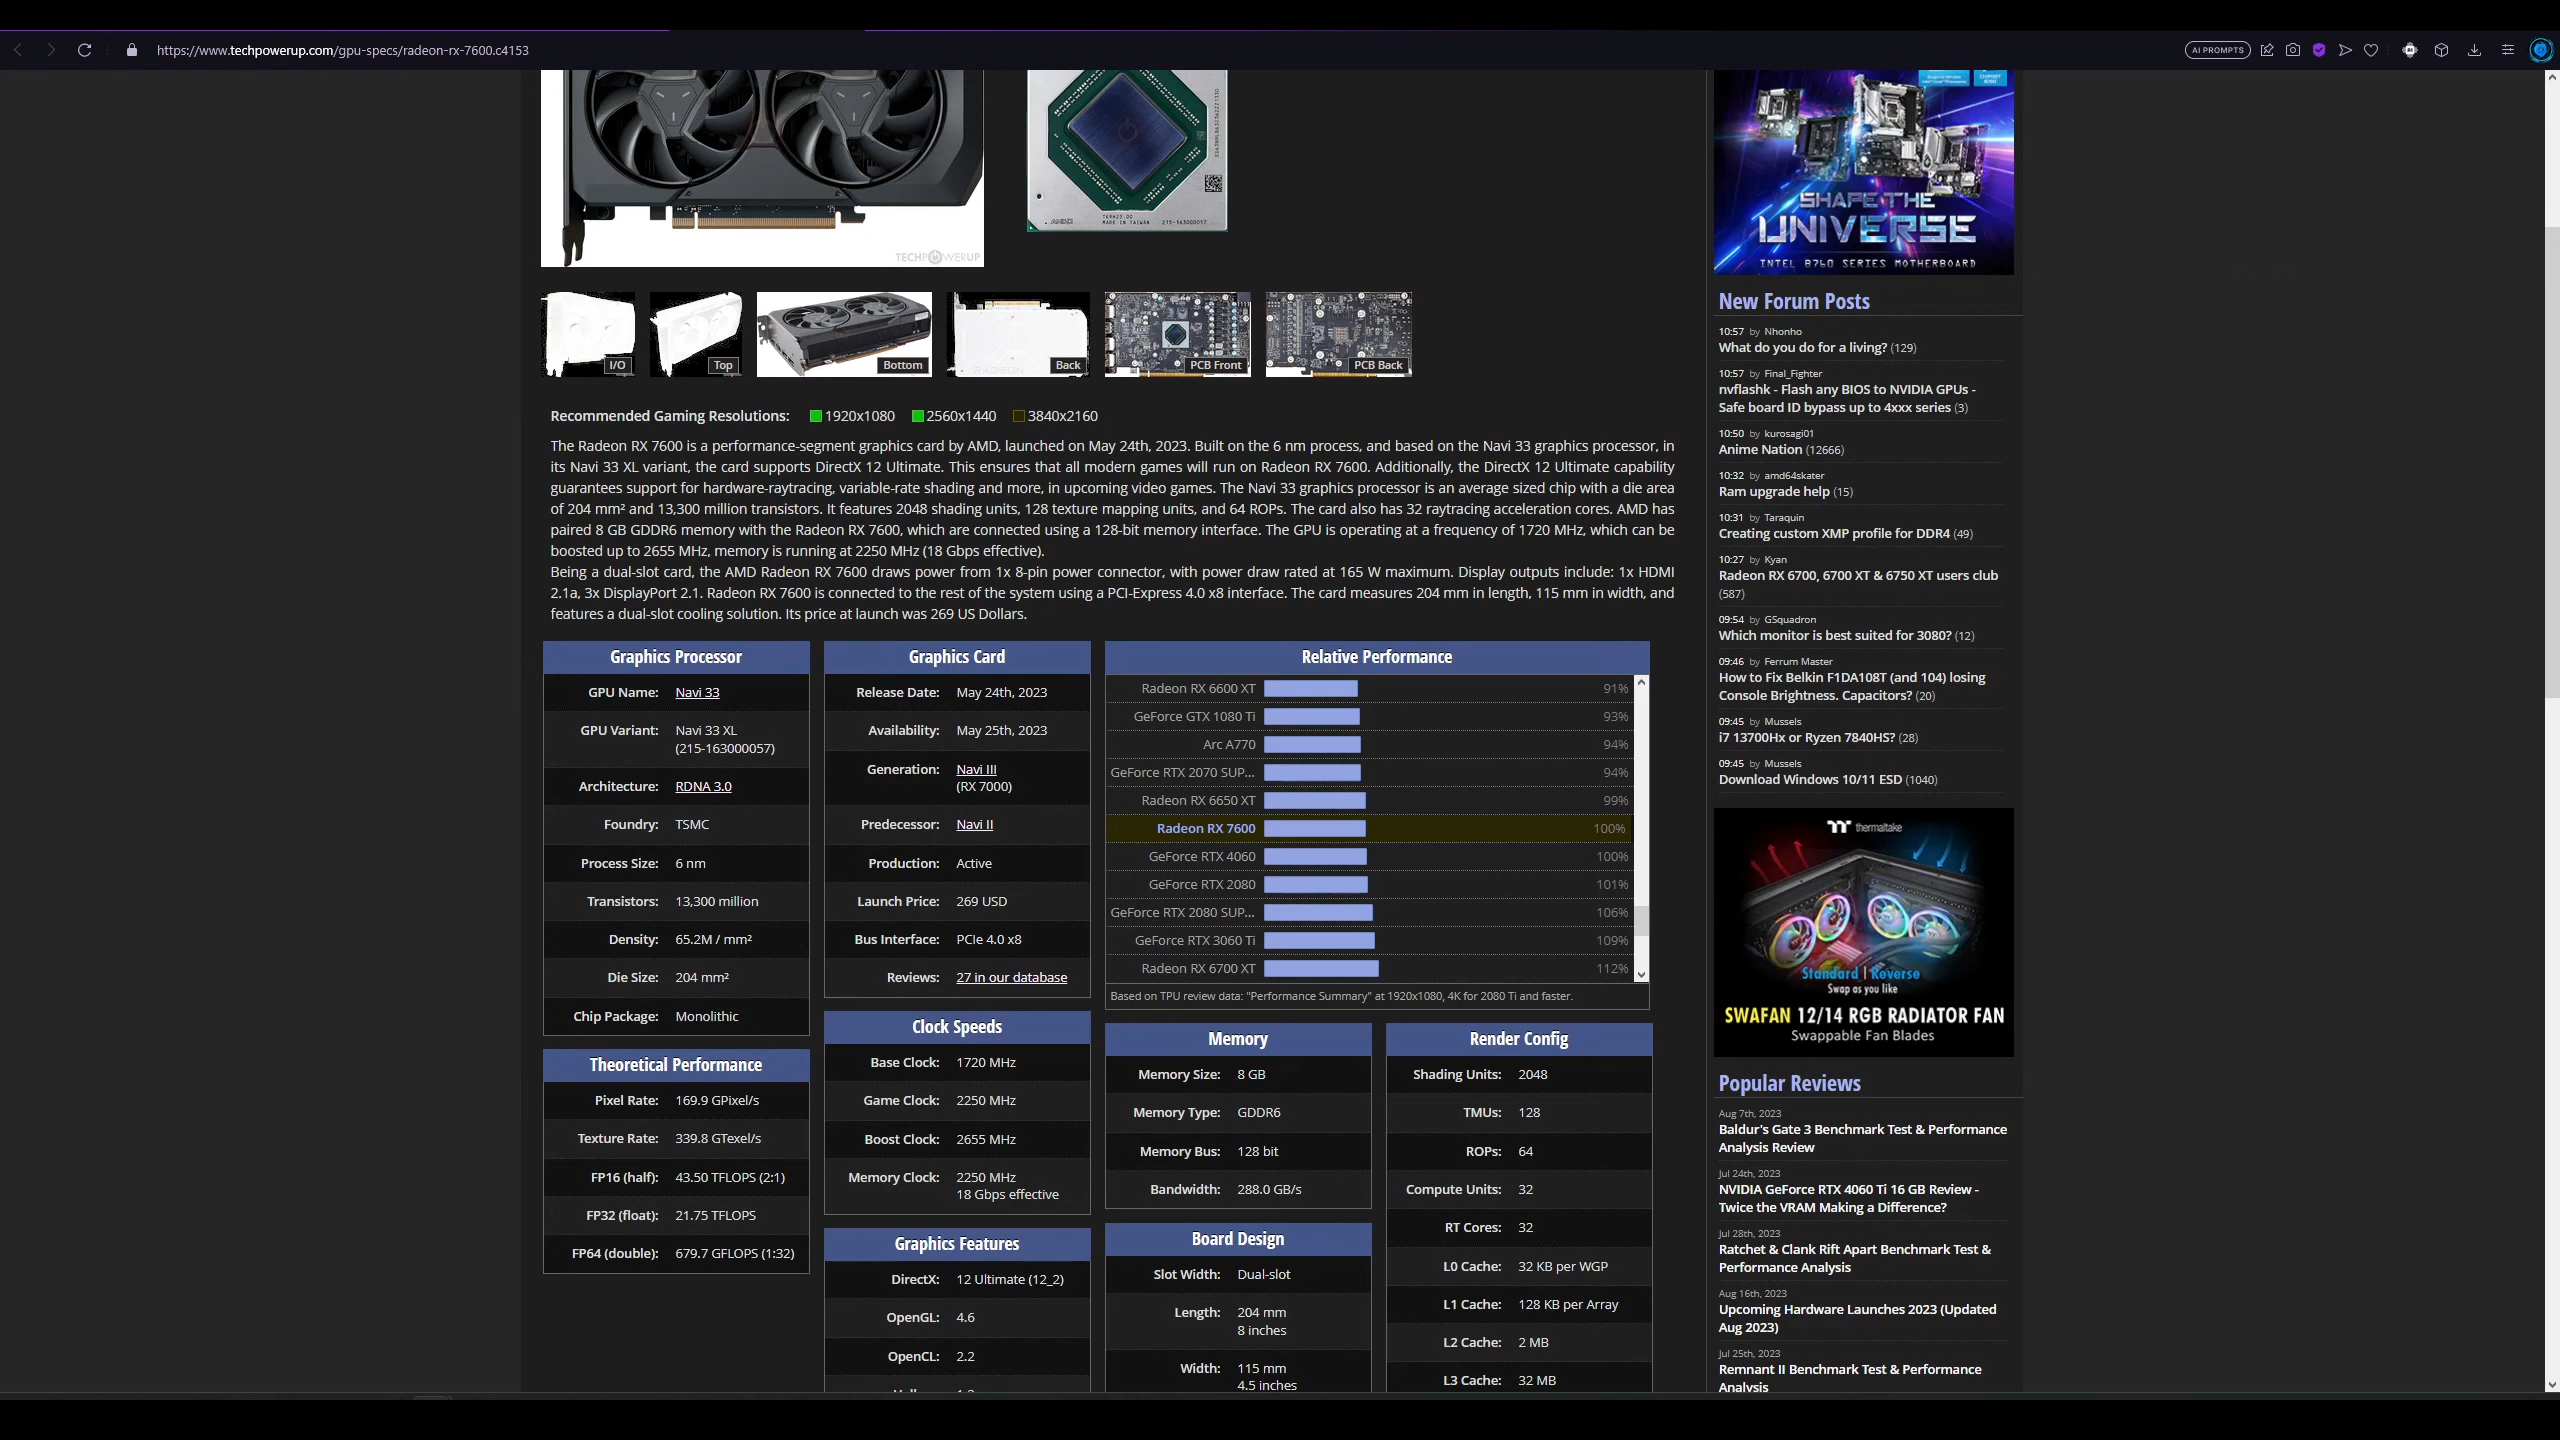 https://www.techpowerup.com/gpu-specs/radeon-rx-7600.c4153
AI PROMPTS
TECHPOWERUP
AMD
MADE IN TAIWAN
215-163000057
I/O
Top
Bottom
Back
PCB Front
PCB Back
Recommended Gaming Resolutions: 1920x1080 2560x1440 3840x2160
The Radeon RX 7600 is a performance-segment graphics card by AMD, launched on May 24th, 2023. Built on the 6 nm process, and based on the Navi 33 graphics processor, in
its Navi 33 XL variant, the card supports DirectX 12 Ultimate. This ensures that all modern games will run on Radeon RX 7600. Additionally, the DirectX 12 Ultimate capability
guarantees support for hardware-raytracing, variable-rate shading and more, in upcoming video games. The Navi 33 graphics processor is an average sized chip with a die area
of 204 mm² and 13,300 million transistors. It features 2048 shading units, 128 texture mapping units, and 64 ROPs. The card also has 32 raytracing acceleration cores. AMD has
paired 8 GB GDDR6 memory with the Radeon RX 7600, which are connected using a 128-bit memory interface. The GPU is operating at a frequency of 1720 MHz, which can be
boosted up to 2655 MHz, memory is running at 2250 MHz (18 Gbps effective).
Being a dual-slot card, the AMD Radeon RX 7600 draws power from 1x 8-pin power connector, with power draw rated at 165 W maximum. Display outputs include: 1x HDMI
2.1a, 3x DisplayPort 2.1. Radeon RX 7600 is connected to the rest of the system using a PCI-Express 4.0 x8 interface. The card measures 204 mm in length, 115 mm in width, and
features a dual-slot cooling solution. Its price at launch was 269 US Dollars.
Graphics Processor
GPU Name: Navi 33
GPU Variant: Navi 33 XL
(215-163000057)
Architecture: RDNA 3.0
Foundry: TSMC
Process Size: 6 nm
Transistors: 13,300 million
Density: 65.2M / mm²
Die Size: 204 mm²
Chip Package: Monolithic
Theoretical Performance
Pixel Rate: 169.9 GPixel/s
Texture Rate: 339.8 GTexel/s
FP16 (half): 43.50 TFLOPS (2:1)
FP32 (float): 21.75 TFLOPS
FP64 (double): 679.7 GFLOPS (1:32)
Graphics Card
Release Date: May 24th, 2023
Availability: May 25th, 2023
Generation: Navi III
(RX 7000)
Predecessor: Navi II
Production: Active
Launch Price: 269 USD
Bus Interface: PCIe 4.0 x8
Reviews: 27 in our database
Clock Speeds
Base Clock: 1720 MHz
Game Clock: 2250 MHz
Boost Clock: 2655 MHz
Memory Clock: 2250 MHz
18 Gbps effective
Graphics Features
DirectX: 12 Ultimate (12_2)
OpenGL: 4.6
OpenCL: 2.2
Relative Performance
Radeon RX 6600 XT 91%
GeForce GTX 1080 Ti 93%
Arc A770 94%
GeForce RTX 2070 SUP... 94%
Radeon RX 6650 XT 99%
Radeon RX 7600 100%
GeForce RTX 4060 100%
GeForce RTX 2080 101%
GeForce RTX 2080 SUP... 106%
GeForce RTX 3060 Ti 109%
Radeon RX 6700 XT 112%
Based on TPU review data: "Performance Summary" at 1920x1080, 4K for 2080 Ti and faster.
Memory
Memory Size: 8 GB
Memory Type: GDDR6
Memory Bus: 128 bit
Bandwidth: 288.0 GB/s
Board Design
Slot Width: Dual-slot
Length: 204 mm
8 inches
Width: 115 mm
4.5 inches
Render Config
Shading Units: 2048
TMUs: 128
ROPs: 64
Compute Units: 32
RT Cores: 32
L0 Cache: 32 KB per WGP
L1 Cache: 128 KB per Array
L2 Cache: 2 MB
L3 Cache: 32 MB
SHAPE THE
UNIVERSE
INTEL B760 SERIES MOTHERBOARD
New Forum Posts
10:57 by Nhonho
What do you do for a living? (129)
10:57 by Final_Fighter
nvflashk - Flash any BIOS to NVIDIA GPUs -
Safe board ID bypass up to 4xxx series (3)
10:50 by kurosagi01
Anime Nation (12666)
10:32 by amd64skater
Ram upgrade help (15)
10:31 by Taraquin
Creating custom XMP profile for DDR4 (49)
10:27 by Kyan
Radeon RX 6700, 6700 XT & 6750 XT users club
(587)
09:54 by GSquadron
Which monitor is best suited for 3080? (12)
09:46 by Ferrum Master
How to Fix Belkin F1DA108T (and 104) losing
Console Brightness. Capacitors? (20)
09:45 by Mussels
i7 13700Hx or Ryzen 7840HS? (28)
09:45 by Mussels
Download Windows 10/11 ESD (1040)
thermaltake
Standard | Reverse
Swap as you like
SWAFAN 12/14 RGB RADIATOR FAN
Swappable Fan Blades
Popular Reviews
Aug 7th, 2023
Baldur's Gate 3 Benchmark Test & Performance
Analysis Review
Jul 24th, 2023
NVIDIA GeForce RTX 4060 Ti 16 GB Review -
Twice the VRAM Making a Difference?
Jul 28th, 2023
Ratchet & Clank Rift Apart Benchmark Test &
Performance Analysis
Aug 16th, 2023
Upcoming Hardware Launches 2023 (Updated
Aug 2023)
Jul 25th, 2023
Remnant II Benchmark Test & Performance
Analysis